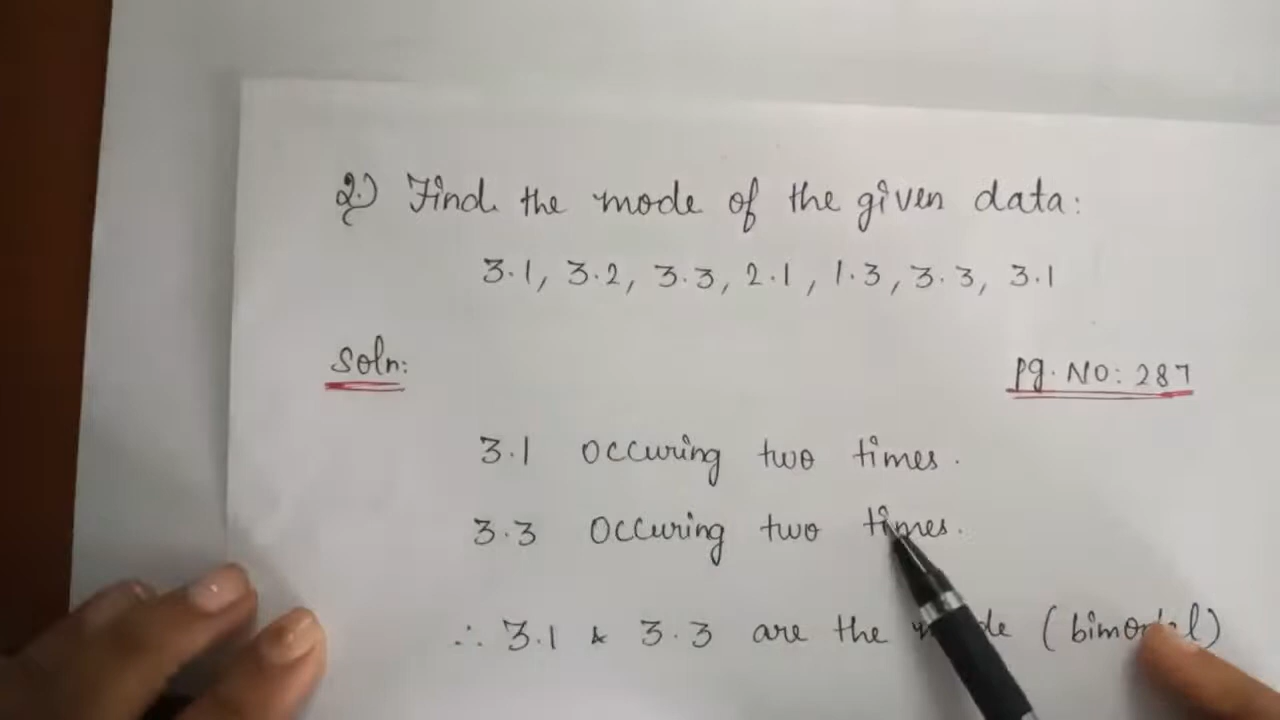 2.) Find the mode of the given data:
3.1, 3.2, 3.3, 2.1, 1.3, 3.3, 3.1
Soln:
Pg. NO: 287
3.1 occuring two times.
3.3 occuring two times.
∴ 3.1 & 3.3 are the (